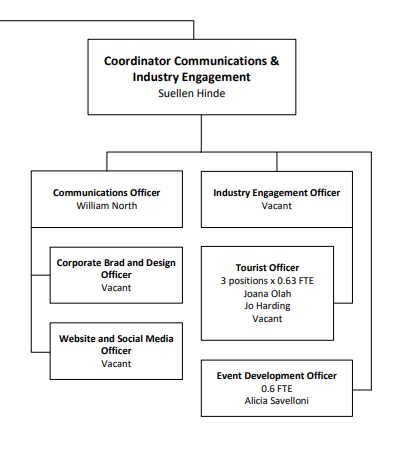 Coordinator Communications &
Industry Engagement
Suellen Hinde
Communications Officer
William North
Industry Engagement Officer
Vacant
Corporate Brad and Design
Officer
Vacant
Tourist Officer
3 positions x 0.63 FTE
Joana Olah
Jo Harding
Vacant
Website and Social Media
Officer
Vacant
Event Development Officer
0.6 FTE
Alicia Savelloni